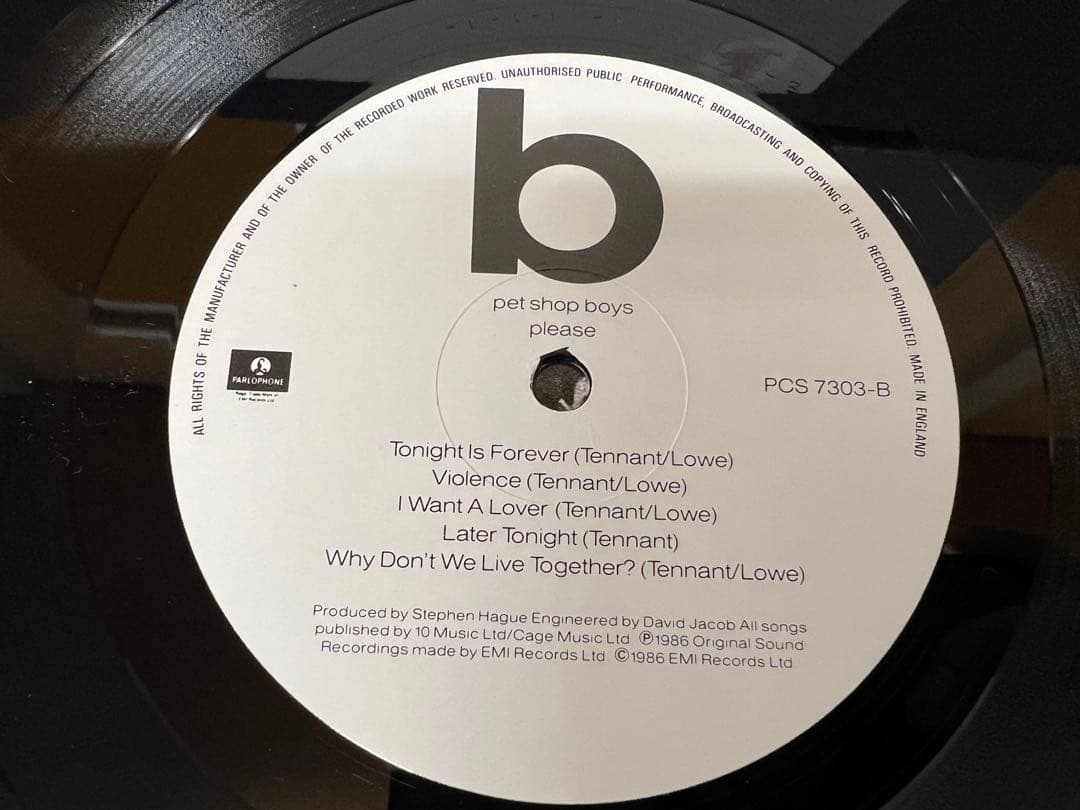 ALL RIGHTS OF THE MANUFACTURER AND OF THE OWNER OF THE RECORDED WORK RESERVED. UNAUTHORISED PUBLIC PERFORMANCE, BROADCASTING AND COPYING OF THIS RECORD PROHIBITED. MADE IN ENGLAND
b
pet shop boys
please
PARLOPHONE
PCS 7303-B
Tonight Is Forever (Tennant/Lowe)
Violence (Tennant/Lowe)
I Want A Lover (Tennant/Lowe)
Later Tonight (Tennant)
Why Don't We Live Together? (Tennant/Lowe)
Produced by Stephen Hague Engineered by David Jacob All songs
published by 10 Music Ltd/Cage Music Ltd ℗1986 Original Sound
Recordings made by EMI Records Ltd ©1986 EMI Records Ltd